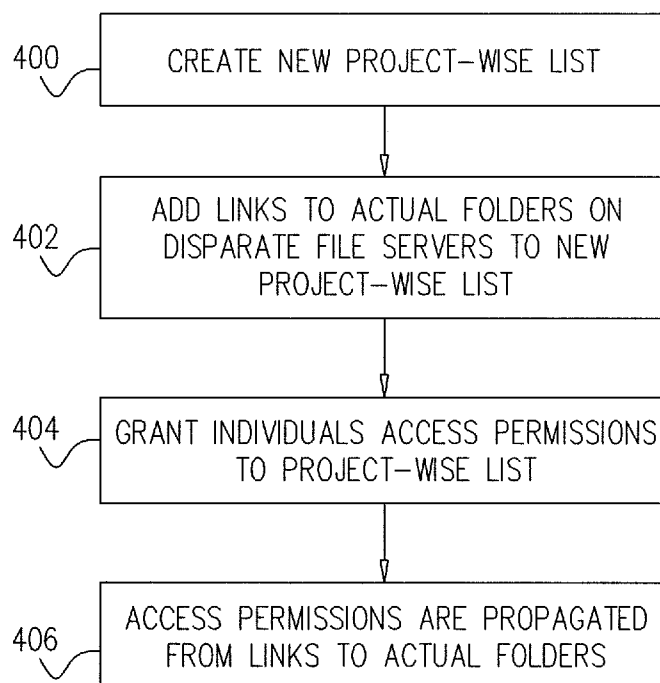 400
CREATE NEW PROJECT-WISE LIST
402
ADD LINKS TO ACTUAL FOLDERS ON
DISPARATE FILE SERVERS TO NEW
PROJECT-WISE LIST
404
GRANT INDIVIDUALS ACCESS PERMISSIONS
TO PROJECT-WISE LIST
406
ACCESS PERMISSIONS ARE PROPAGATED
FROM LINKS TO ACTUAL FOLDERS